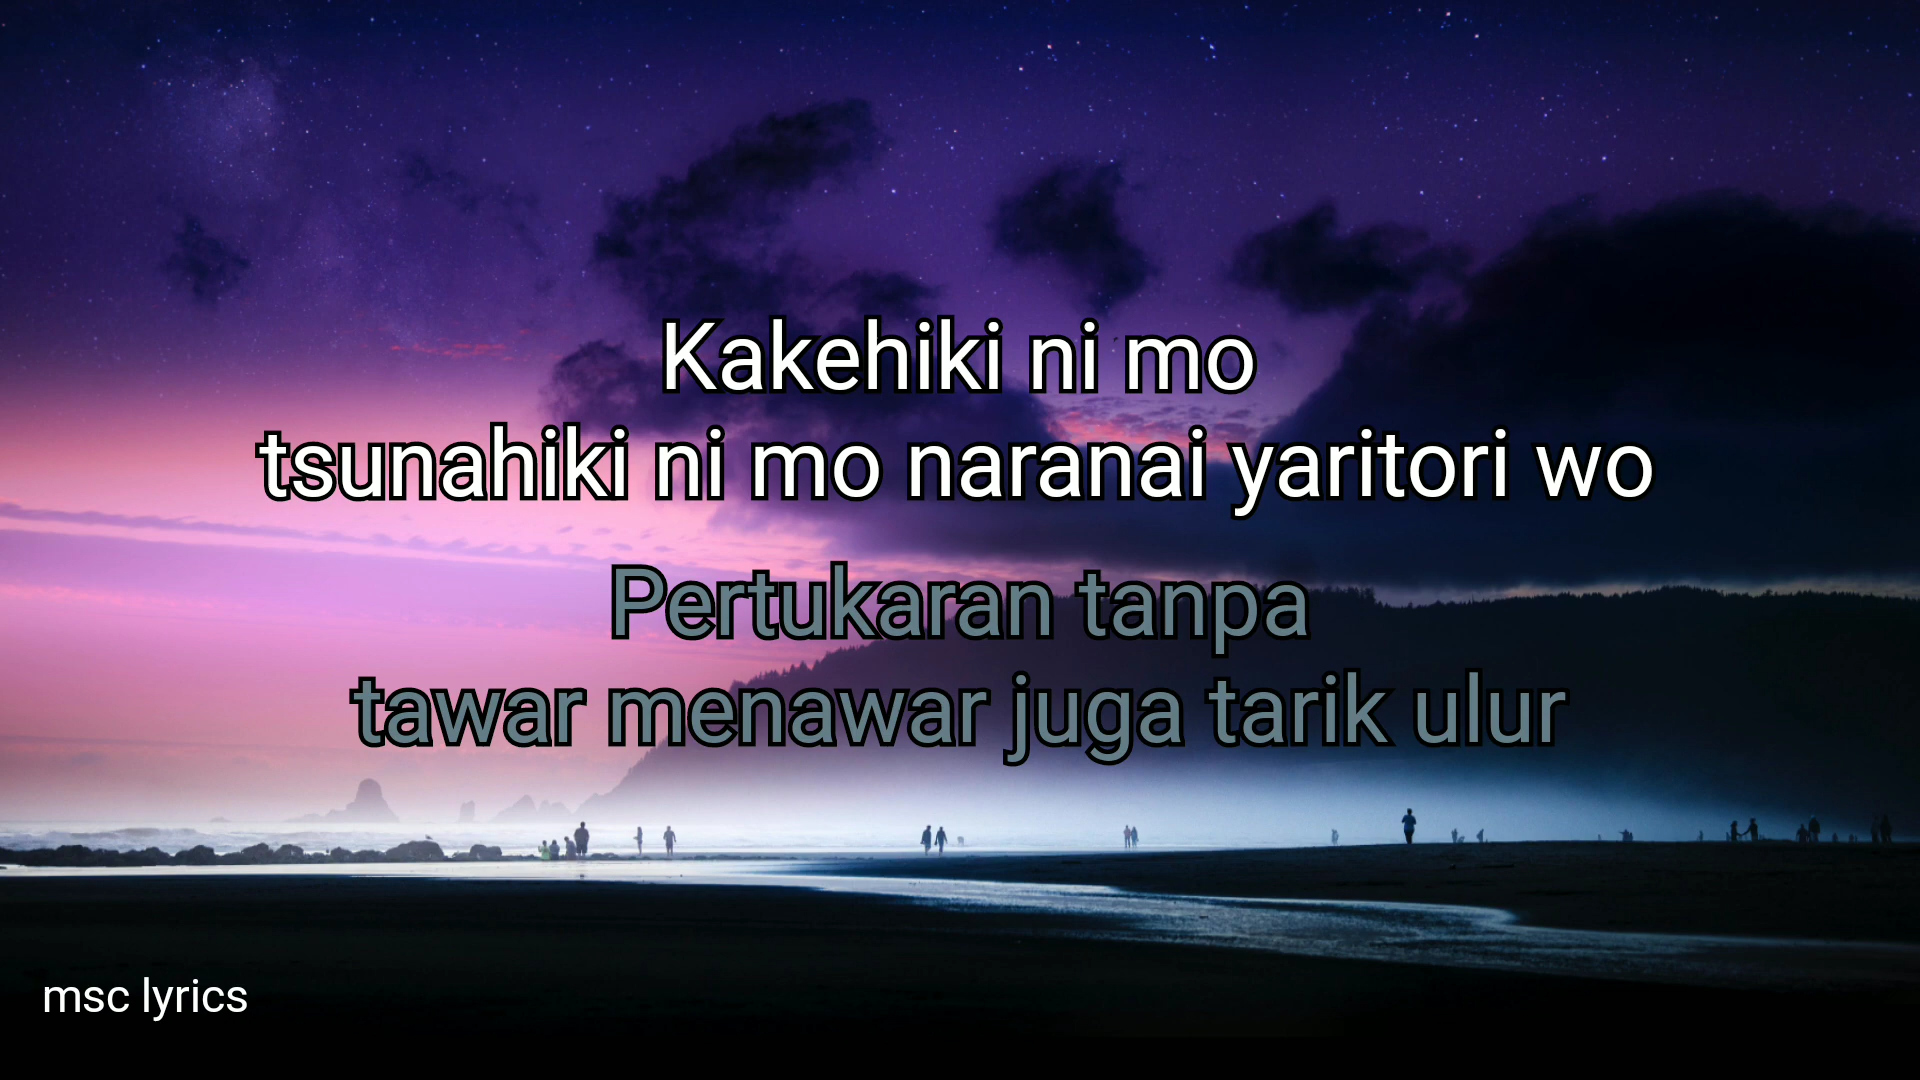 Kakehiki ni mo
tsunahiki ni mo naranai yaritori wo
Pertukaran tanpa
tawar menawar juga tarik ulur
msc lyrics